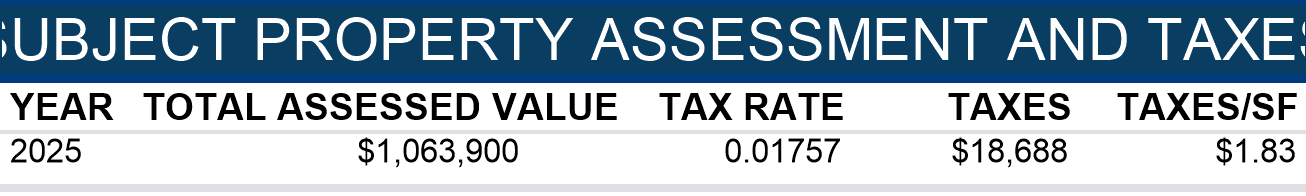 SUBJECT PROPERTY ASSESSMENT AND TAXES
YEAR TOTAL ASSESSED VALUE TAX RATE TAXES TAXES/SF
2025 $1,063,900 0.01757 $18,688 $1.83